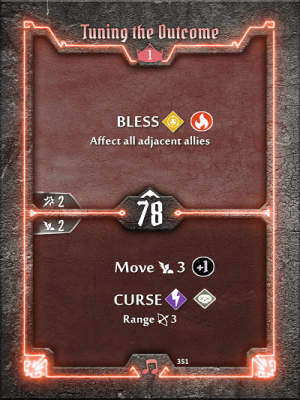 Tuning the Outcome
1
BLESS
Affect all adjacent allies
2
78
2
Move 3 +1
CURSE
Range 3
351